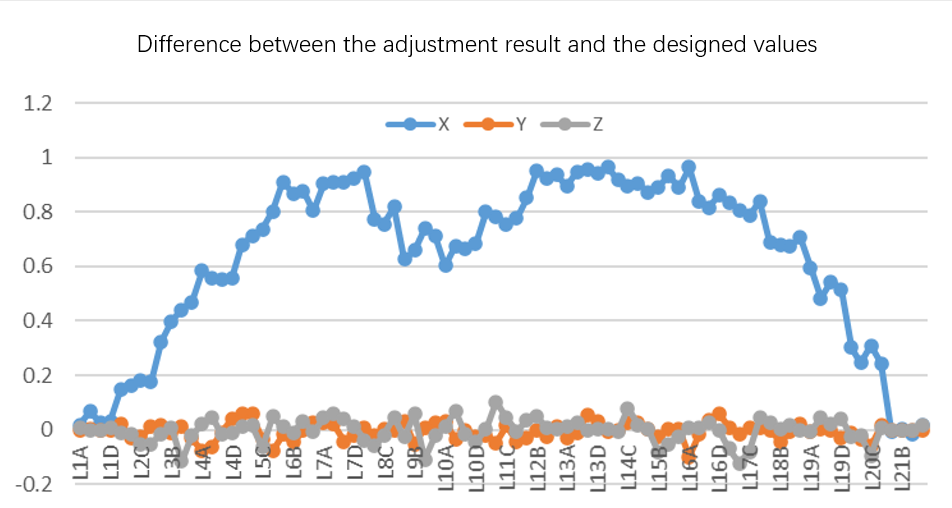 Difference between the adjustment result and the designed values
1.2
X Y Z
1
0.8
0.6
0.4
0.2
0
-0.2
L1A L1D L2C L3B L4A L4D L5C L6B L7A L7D L8C L9B L10A L10D L11C L12B L13A L13D L14C L15B L16A L16D L17C L18B L19A L19D L20C L21B